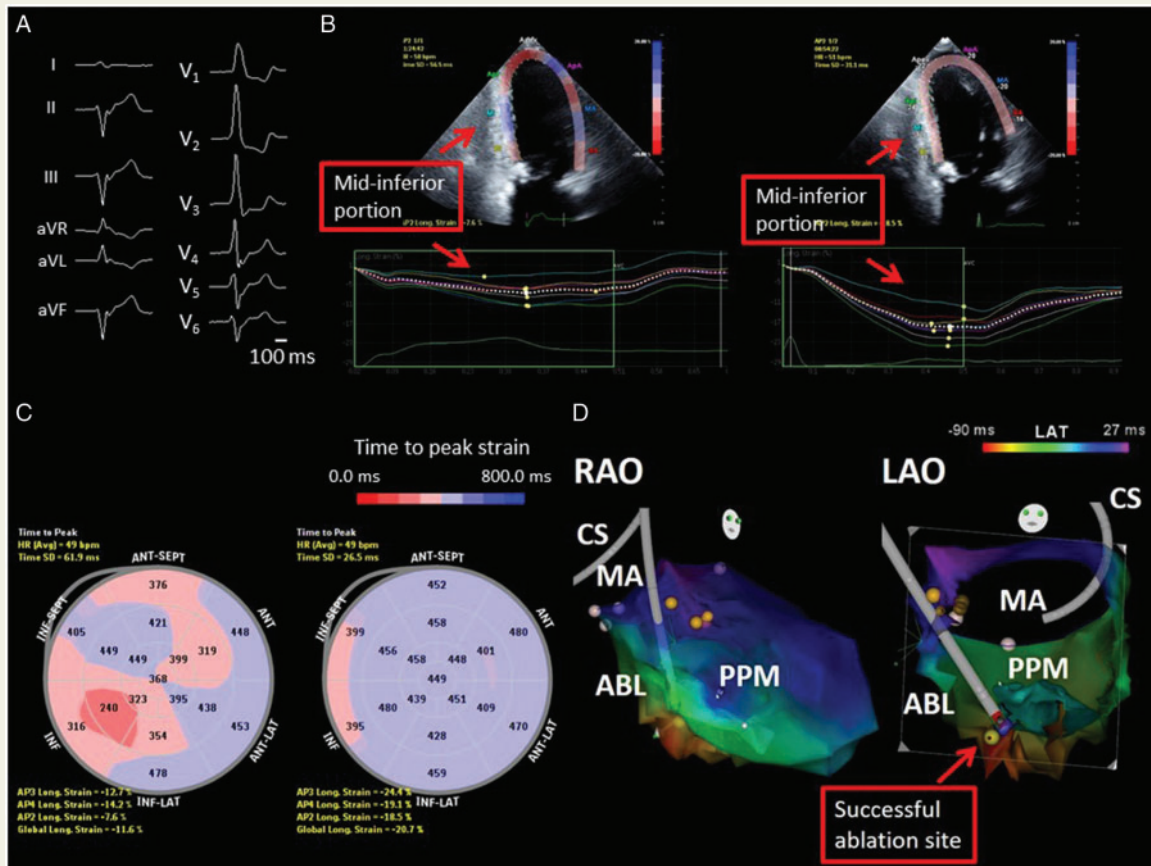 A
I
II
III
aVR
aVL
aVF
V1
V2
V3
V4
V5
V6
100 ms
B
Mid-inferior
portion
Mid-inferior
portion
C
Time to peak strain
0.0 ms
800.0 ms
Time to Peak
HR (Avg) = 49 bpm
Time SD = 61.9 ms
ANT-SEPT
ANT
ANT-LAT
INF-LAT
INF
INF-SEPT
376
405
421
448
449
449
399
319
368
240
323
395
438
316
354
453
478
AP3 Long. Strain = -12.7 %
AP4 Long. Strain = -14.2 %
AP2 Long. Strain = -7.6 %
Global Long. Strain = -11.6 %
Time to Peak
HR (Avg) = 49 bpm
Time SD = 26.5 ms
ANT-SEPT
ANT
ANT-LAT
INF-LAT
INF
INF-SEPT
452
399
458
480
456
458
448
401
449
480
439
451
409
395
428
470
459
AP3 Long. Strain = -24.4 %
AP4 Long. Strain = -19.1 %
AP2 Long. Strain = -18.5 %
Global Long. Strain = -20.7 %
D
-90 ms
LAT
27 ms
RAO
CS
MA
ABL
PPM
LAO
CS
MA
ABL
PPM
Successful
ablation site